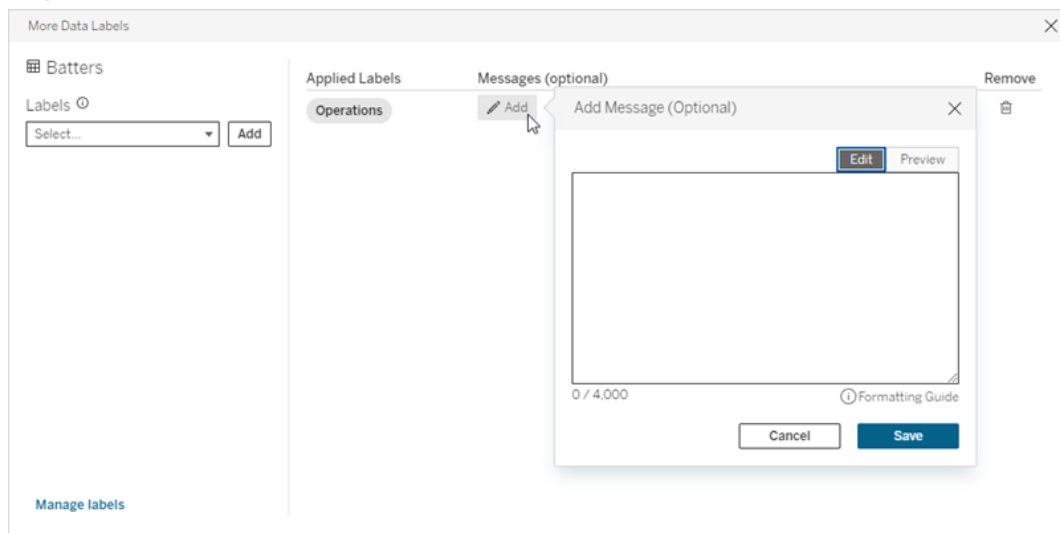 More Data Labels
Batters
Labels
Select...
Add
Manage labels
Applied Labels
Messages (optional)
Remove
Operations
Add
Add Message (Optional)
Edit
Preview
0 / 4,000
Formatting Guide
Cancel
Save